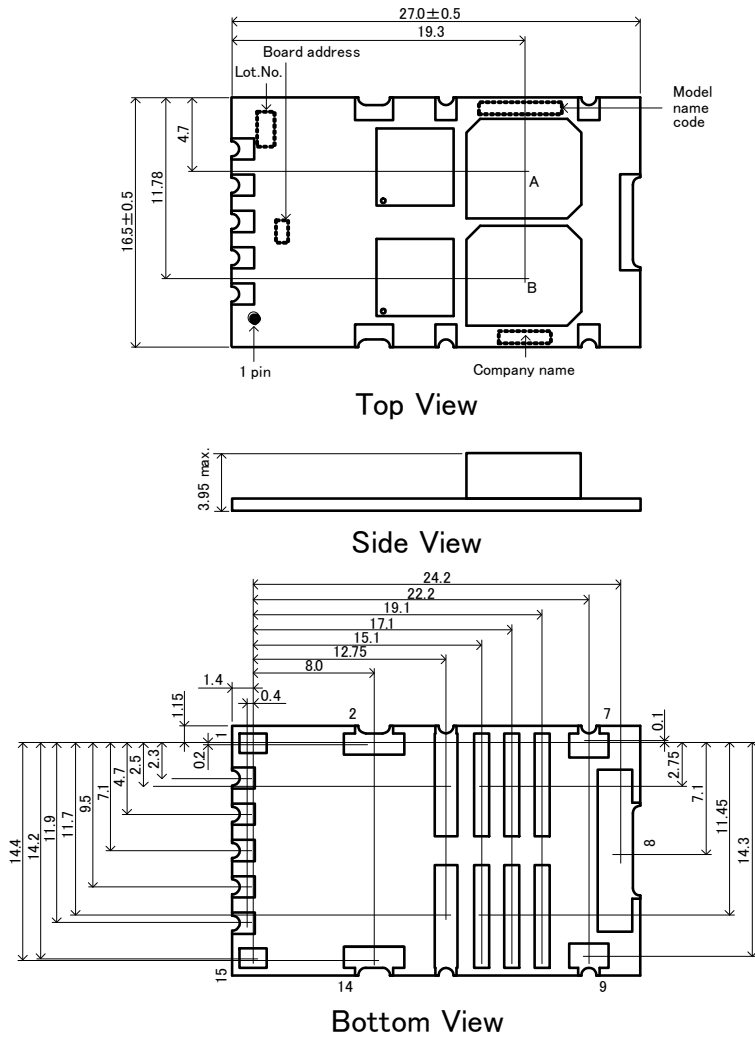 27.0±0.5
19.3
Board address
Lot.No.
Model
name
code
4.7
11.78
16.5±0.5
A
B
1 pin
Company name
Top View
3.95 max.
Side View
24.2
22.2
19.1
17.1
15.1
12.75
8.0
1.4
0.4
1.15
2
7
0.1
1
0.2
2.3
2.5
4.7
7.1
9.5
11.7
11.9
14.2
14.4
2.75
7.1
8
11.45
14.3
15
14
9
Bottom View